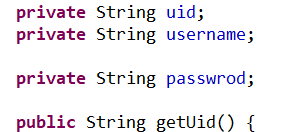 private String uid;
private String username;
private String passwrod;
public String getUid() {